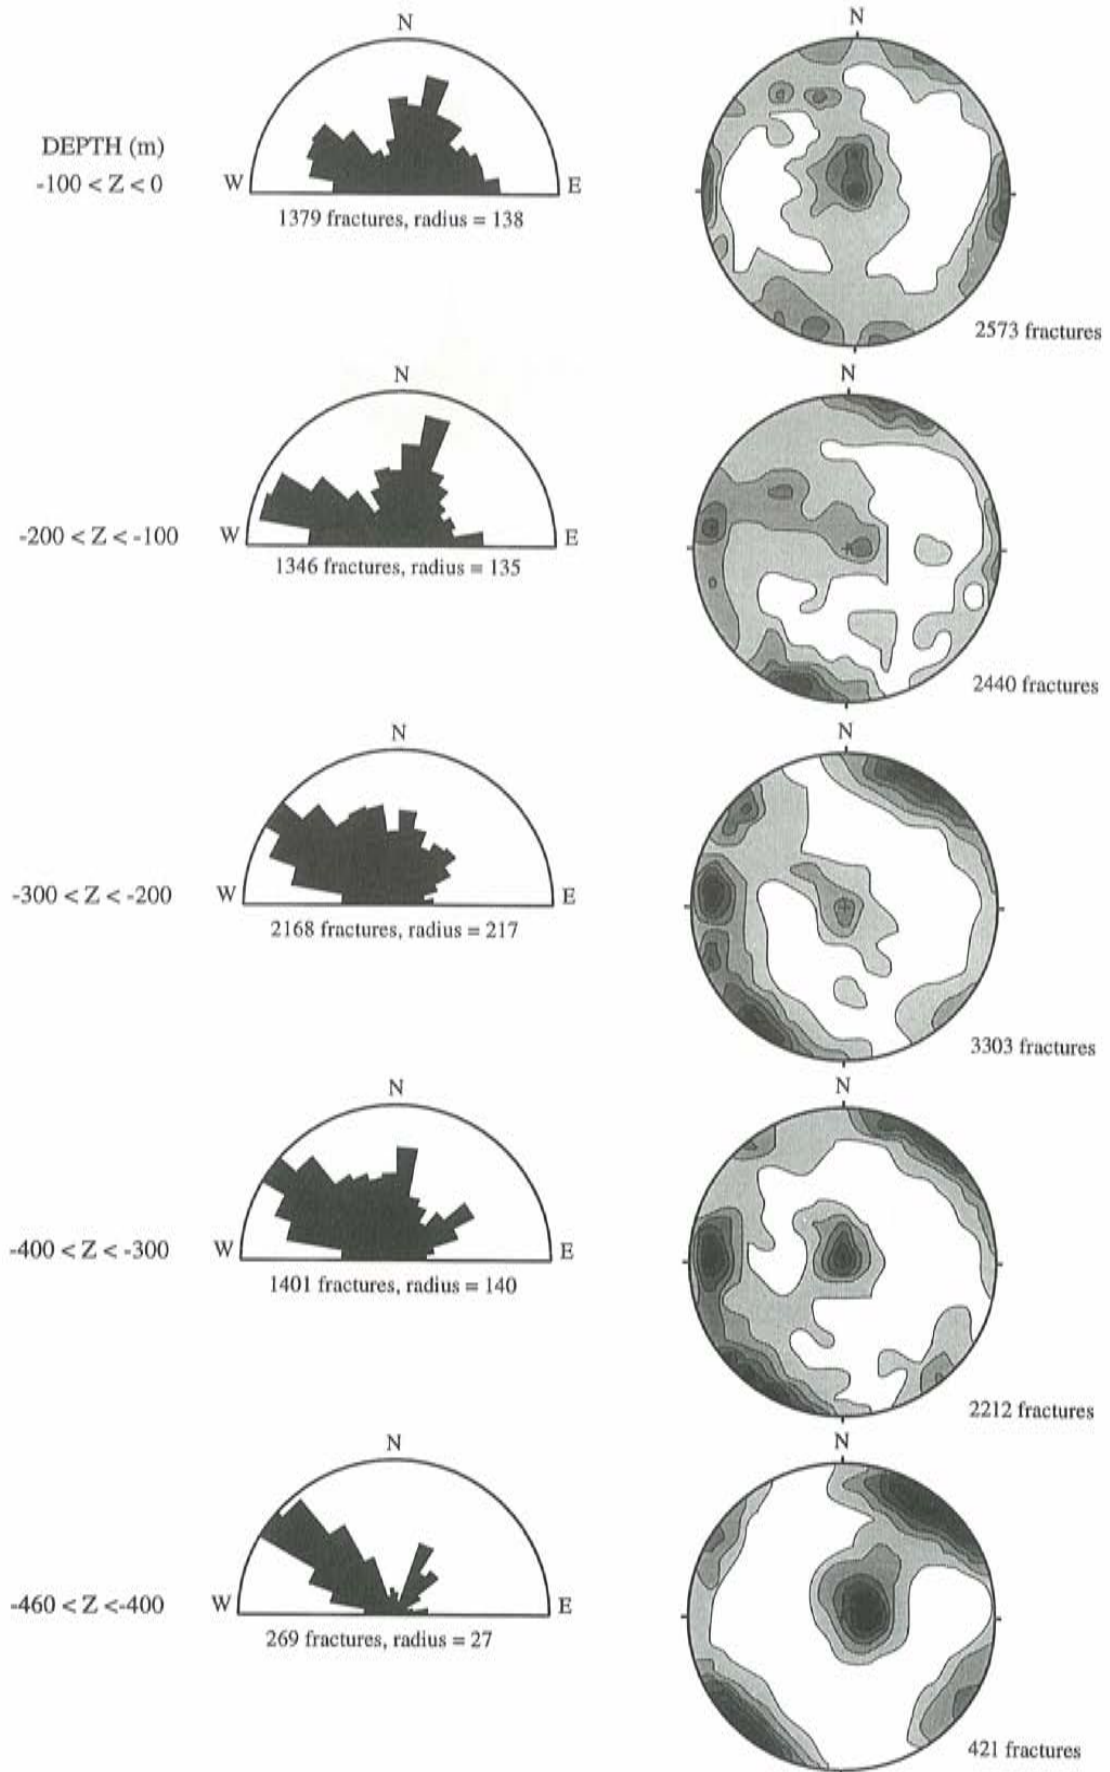 N
N
DEPTH (m)
-100 < Z < 0
W
E
1379 fractures, radius = 138
2573 fractures
N
N
-200 < Z < -100
W
E
1346 fractures, radius = 135
2440 fractures
N
N
-300 < Z < -200
W
E
2168 fractures, radius = 217
3303 fractures
N
N
-400 < Z < -300
W
E
1401 fractures, radius = 140
2212 fractures
N
N
-460 < Z <-400
W
E
269 fractures, radius = 27
421 fractures